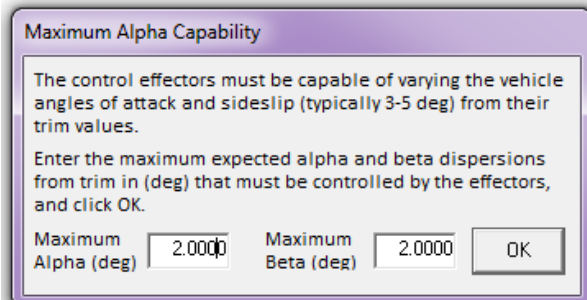 Maximum Alpha Capability
The control effectors must be capable of varying the vehicle
angles of attack and sideslip (typically 3-5 deg) from their
trim values.
Enter the maximum expected alpha and beta dispersions
from trim in (deg) that must be controlled by the effectors,
and click OK.
Maximum
Alpha (deg)
2.0000
Maximum
Beta (deg)
2.0000
OK